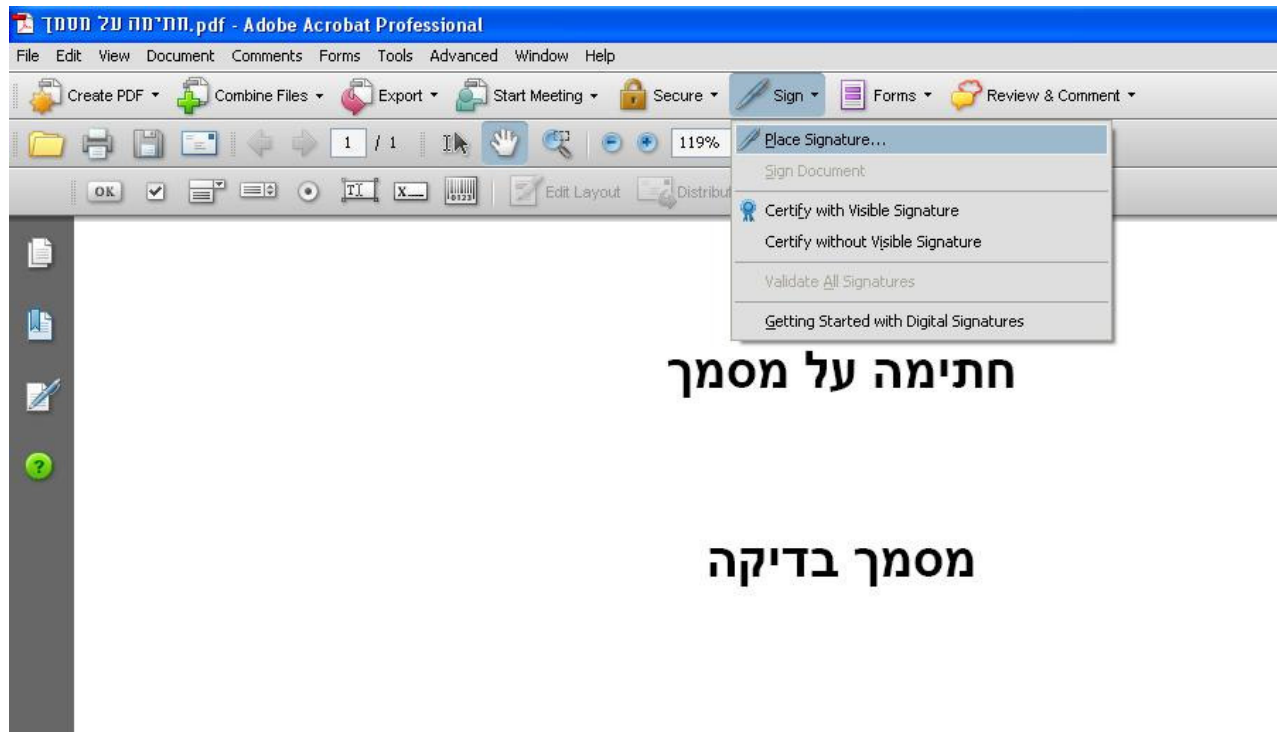 חתימה על מסמך.pdf - Adobe Acrobat Professional
File Edit View Document Comments Forms Tools Advanced Window Help
Create PDF Combine Files Export Start Meeting Secure Sign Forms Review & Comment
1 / 1 119%
Place Signature...
Sign Document
OK TI X 0123 Edit Layout Distribu
Certify with Visible Signature
Certify without Visible Signature
Validate All Signatures
Getting Started with Digital Signatures
חתימה על מסמך
?
מסמך בדיקה